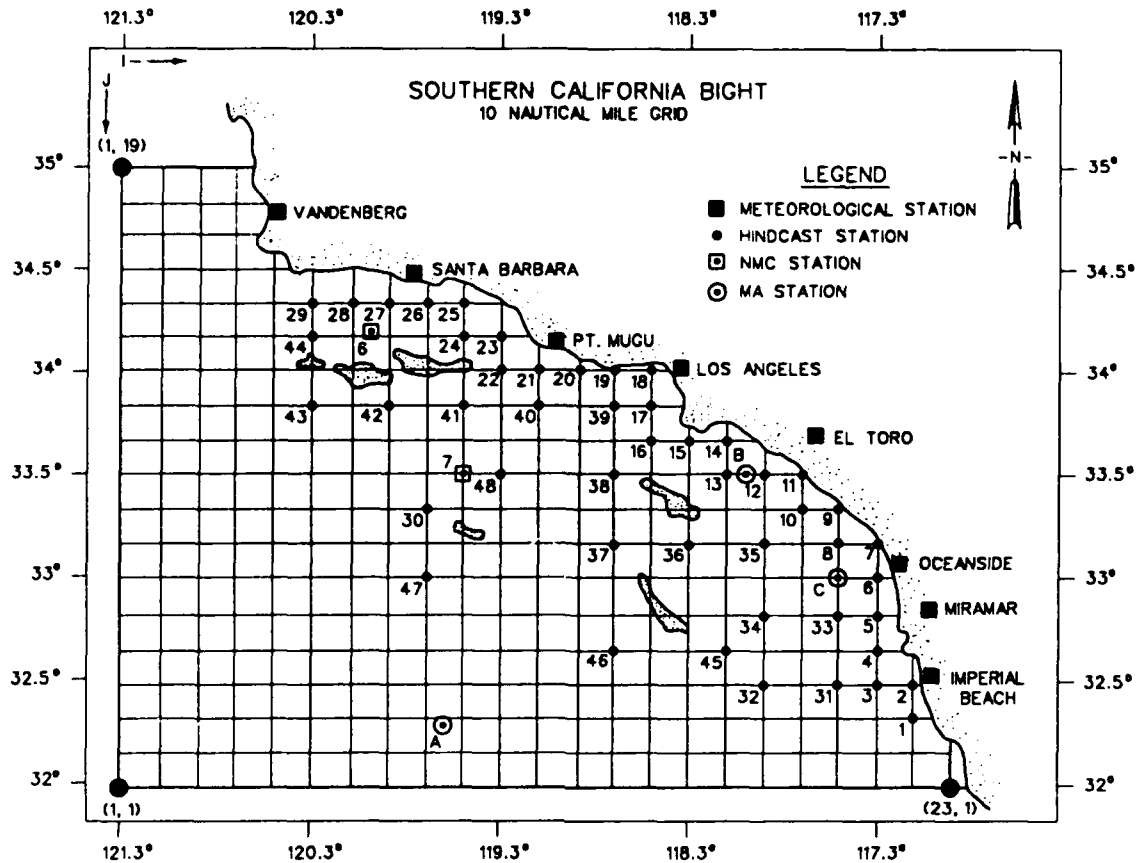 121.3° 120.3° 119.3° 118.3° 117.3°
I
J
SOUTHERN CALIFORNIA BIGHT
10 NAUTICAL MILE GRID
-N-
(1, 19)
35° 35°
LEGEND
METEOROLOGICAL STATION
HINDCAST STATION
NMC STATION
MA STATION
VANDENBERG
34.5° 34.5°
SANTA BARBARA
29 28 27 26 25
44 6 24 23
PT. MUGU
34° 34°
22 21 20 19 18
LOS ANGELES
43 42 41 40 39 17
16 15 14 B
EL TORO
33.5° 33.5°
7 48 38 13 12 11
30 10 9
37 36 35 8 7
OCEANSIDE
33° 33°
47 C 6
MIRAMAR
34 33 5
46 45 4
32.5° 32.5°
IMPERIAL
BEACH
32 31 3 2
1
A
32° 32°
(1, 1) (23, 1)
121.3° 120.3° 119.3° 118.3° 117.3°